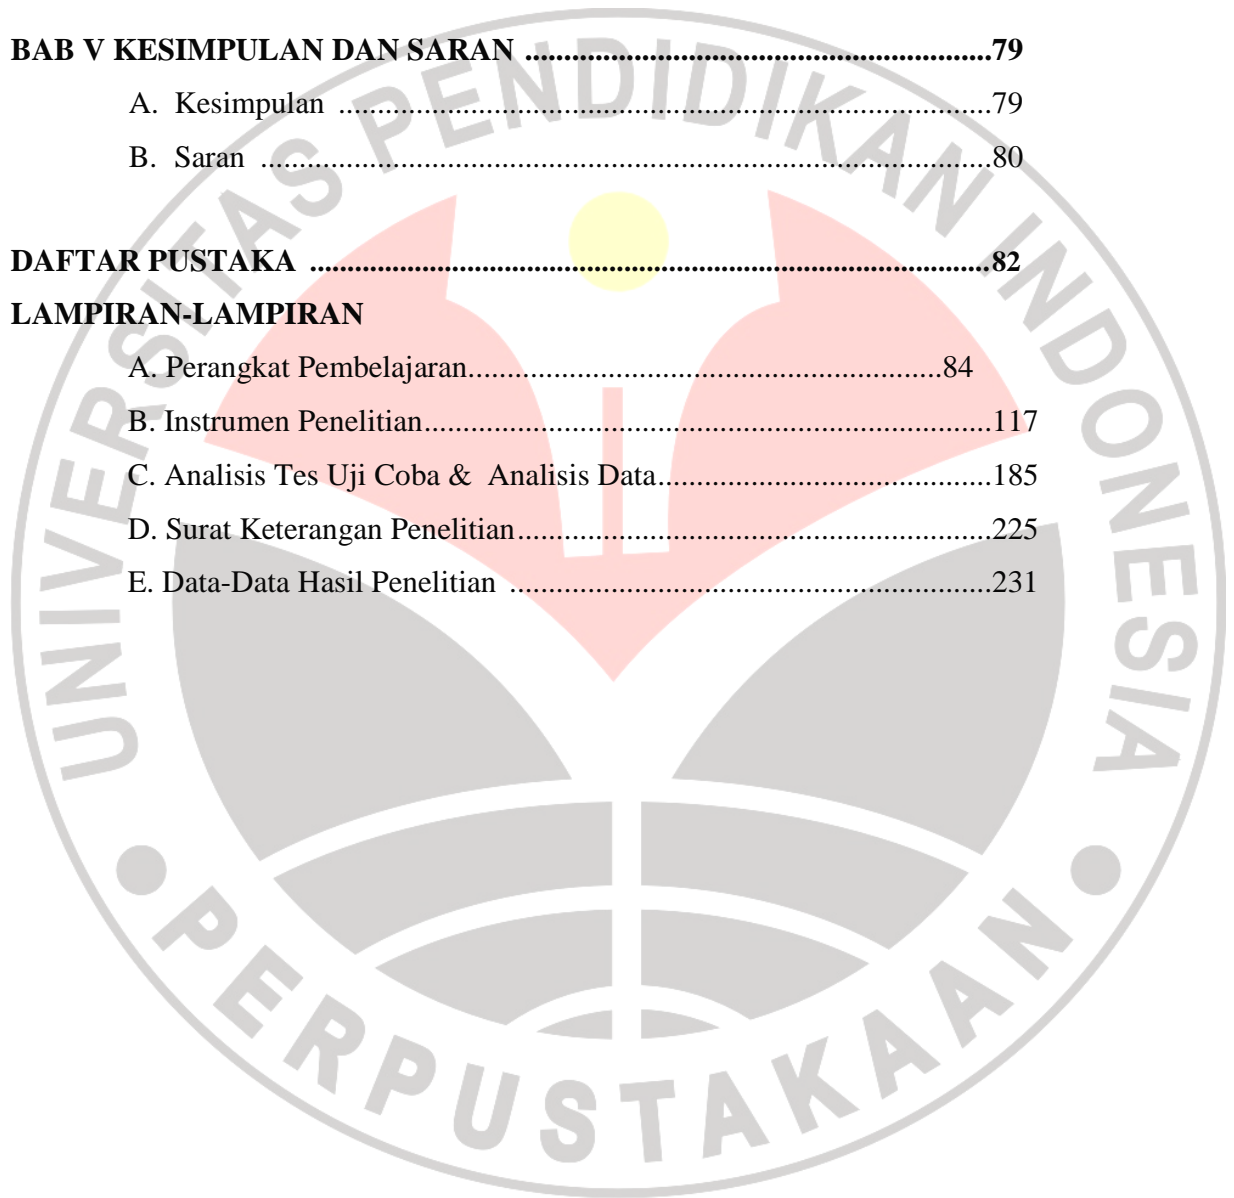 BAB V KESIMPULAN DAN SARAN ..............................................................79
A. Kesimpulan .......................................................................................79
B. Saran .................................................................................................80
DAFTAR PUSTAKA ...........................................................................................82
LAMPIRAN-LAMPIRAN
A. Perangkat Pembelajaran...............................................................84
B. Instrumen Penelitian...........................................................................117
C. Analisis Tes Uji Coba & Analisis Data............................................185
D. Surat Keterangan Penelitian...............................................................225
E. Data-Data Hasil Penelitian ................................................................231
UNIVERSITAS PENDIDIKAN INDONESIA
PERPUSTAKAAN